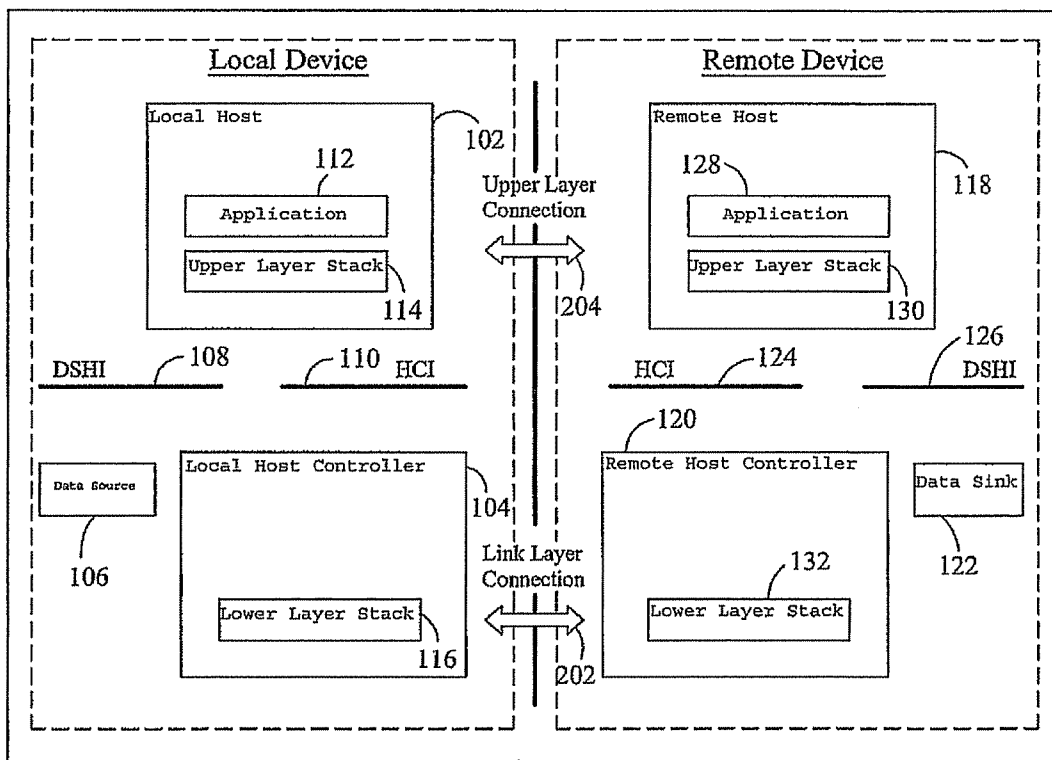 Local Device
Local Host
102
112
Application
Upper Layer Stack
114
108
DSHI
110
HCI
Local Host Controller
104
Data Source
106
Lower Layer Stack
116
Upper Layer
Connection
204
Link Layer
Connection
202
Remote Device
Remote Host
118
128
Application
Upper Layer Stack
130
126
HCI
124
DSHI
120
Remote Host Controller
Data Sink
122
132
Lower Layer Stack